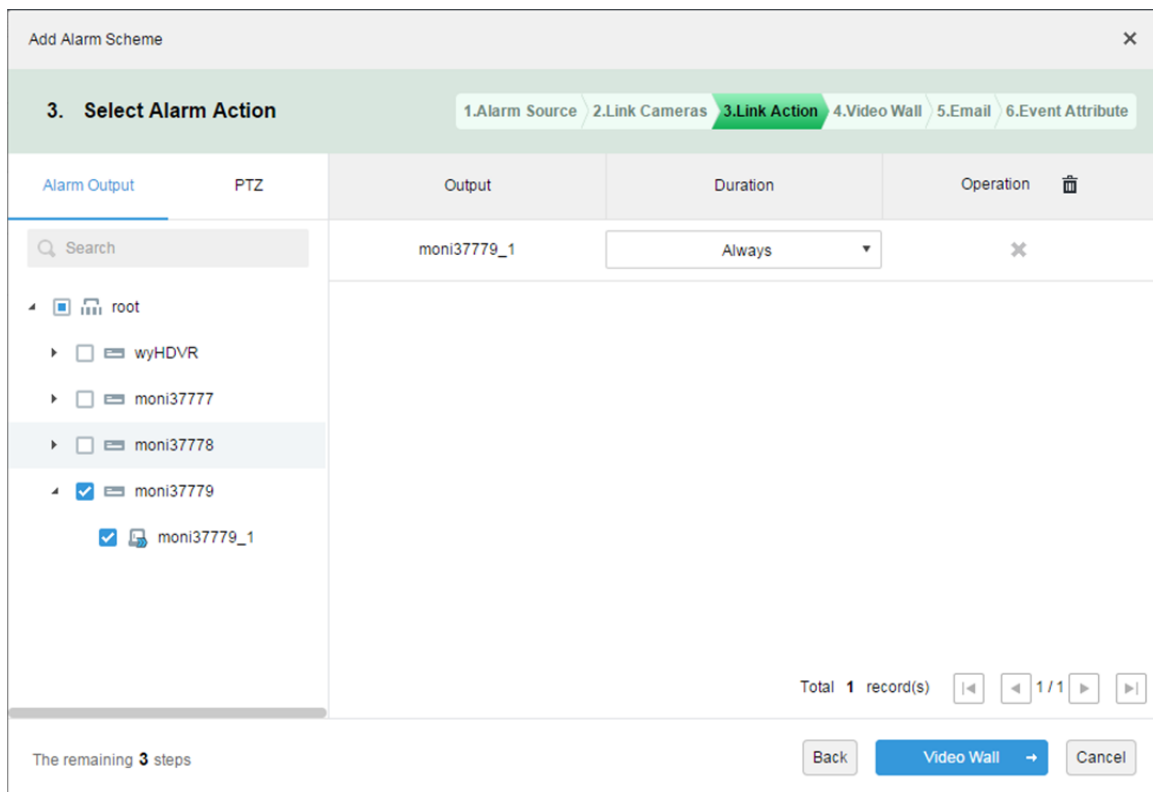 Add Alarm Scheme
3. Select Alarm Action
1.Alarm Source 2.Link Cameras 3.Link Action 4.Video Wall 5.Email 6.Event Attribute
Alarm Output PTZ Output Duration Operation
Search
moni37779_1 Always
root
wyHDVR
moni37777
moni37778
moni37779
moni37779_1
Total 1 record(s) 1 / 1
The remaining 3 steps Back Video Wall Cancel